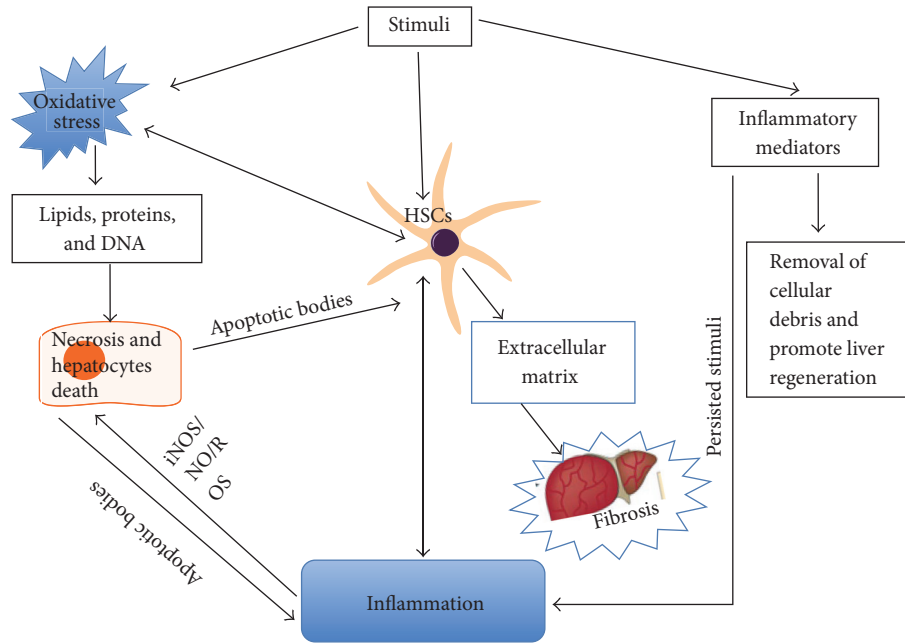 Stimuli
Oxidative
stress
Inflammatory
mediators
Lipids, proteins,
and DNA
HSCs
Removal of
cellular
debris and
promote liver
regeneration
Apoptotic bodies
Necrosis and
hepatocytes
death
Extracellular
matrix
Persisted stimuli
iNOS/
NO/R
OS
Apoptotic bodies
Fibrosis
Inflammation